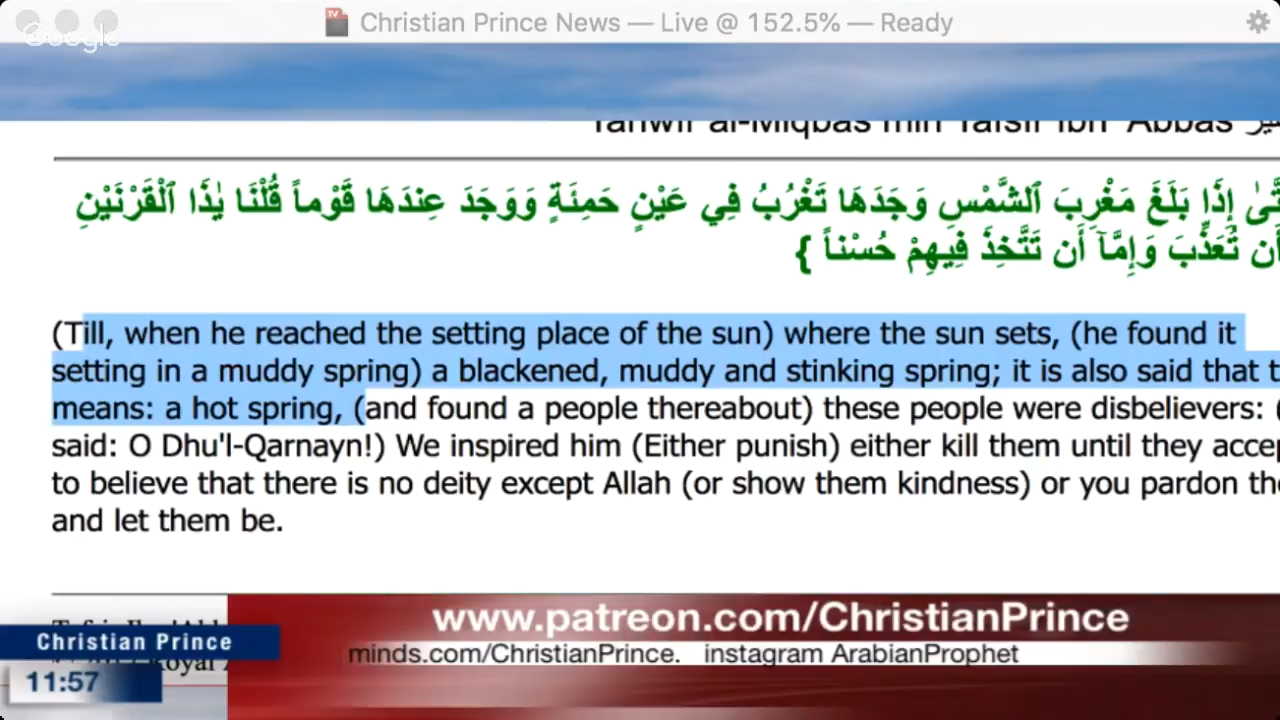 Christian Prince News — Live @ 152.5% — Ready
Google
Tanwîr al-Miqbâs min Tafsîr Ibn ‘Abbâs
إِذَا بَلَغَ مَغْرِبَ ٱلشَّمْسِ وَجَدَهَا تَغْرُبُ فِي عَيْنٍ حَمِئَةٍ وَوَجَدَ عِندَهَا قَوْماً قُلْنَا يٰذَا ٱلْقَرْنَيْنِ
أَن تُعَذِّبَ وَإِمَّآ أَن تَتَّخِذَ فِيهِمْ حُسْناً }
(Till, when he reached the setting place of the sun) where the sun sets, (he found it
setting in a muddy spring) a blackened, muddy and stinking spring; it is also said that
means: a hot spring, (and found a people thereabout) these people were disbelievers: (
said: O Dhu'l-Qarnayn!) We inspired him (Either punish) either kill them until they
to believe that there is no deity except Allah (or show them kindness) or you pardon
and let them be.
www.patreon.com/ChristianPrince
Christian Prince
minds.com/ChristianPrince. instagram ArabianProphet
11:57